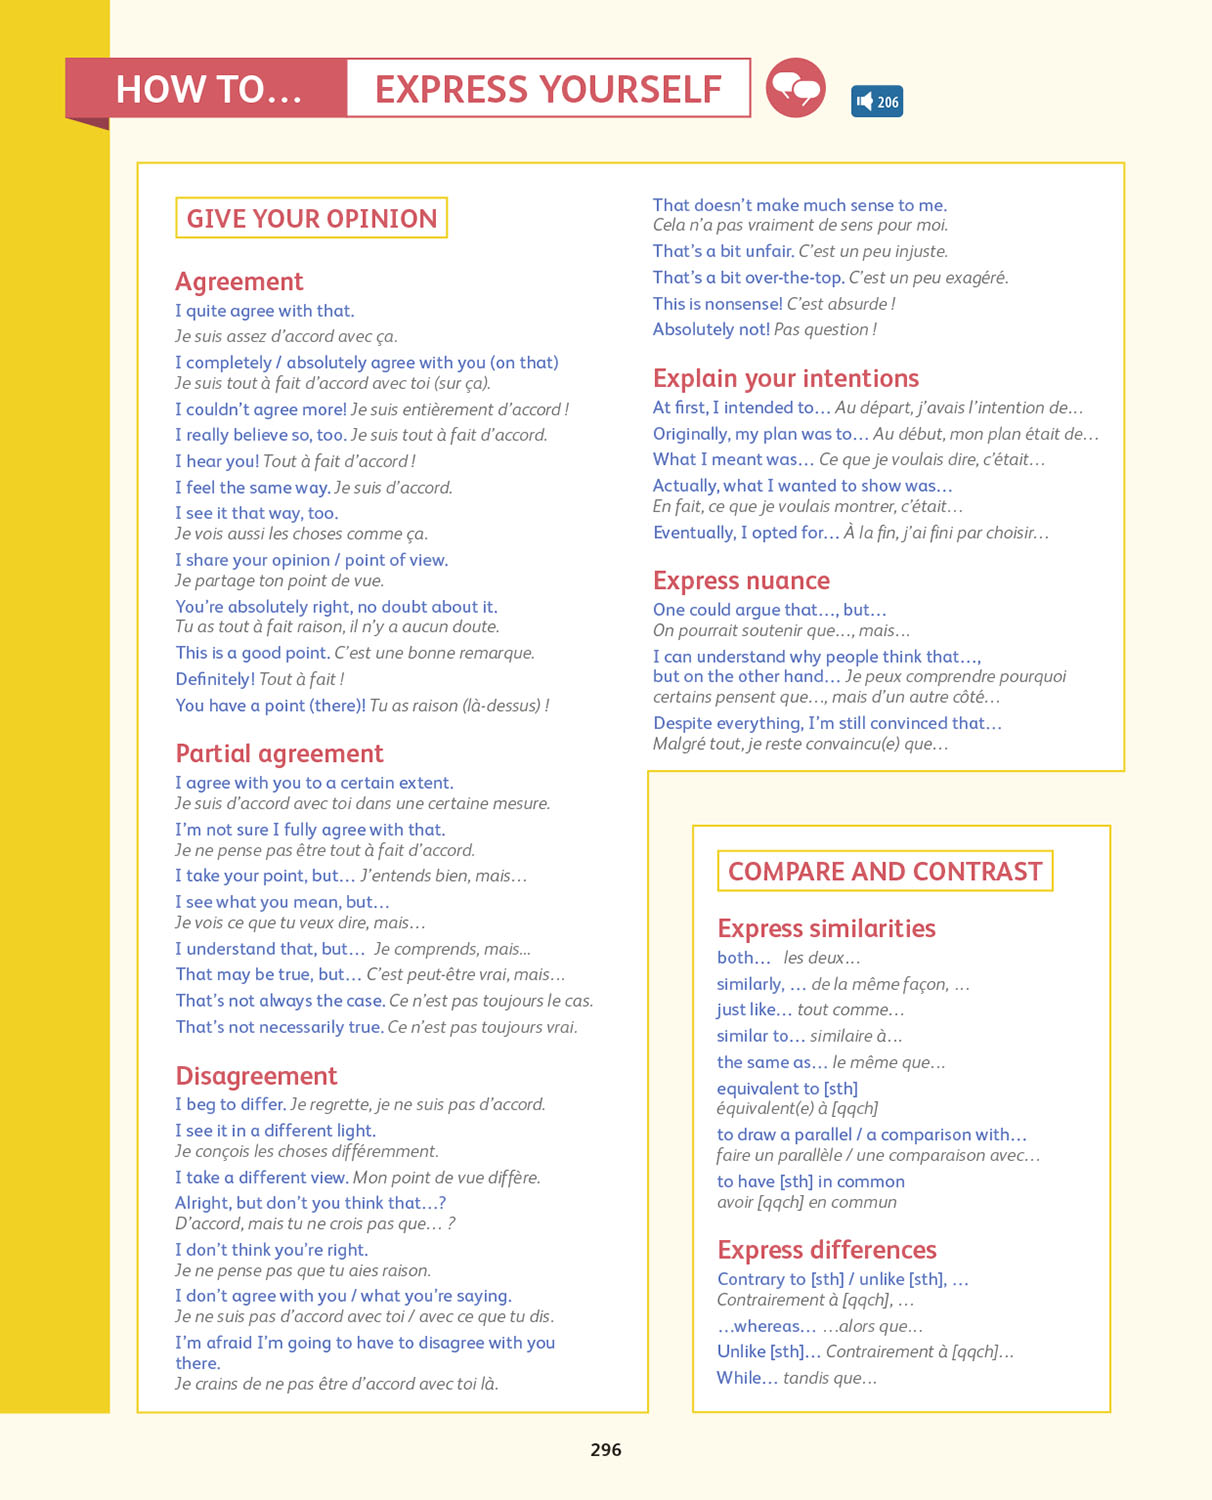 HOW TO…
EXPRESS YOURSELF
206
GIVE YOUR OPINION
Agreement
I quite agree with that.
Je suis assez d’accord avec ça.
I completely / absolutely agree with you (on that)
Je suis tout à fait d’accord avec toi (sur ça).
I couldn’t agree more! Je suis entièrement d’accord !
I really believe so, too. Je suis tout à fait d’accord.
I hear you! Tout à fait d’accord !
I feel the same way. Je suis d’accord.
I see it that way, too.
Je vois aussi les choses comme ça.
I share your opinion / point of view.
Je partage ton point de vue.
You’re absolutely right, no doubt about it.
Tu as tout à fait raison, il n’y a aucun doute.
This is a good point. C’est une bonne remarque.
Definitely! Tout à fait !
You have a point (there)! Tu as raison (là-dessus) !
Partial agreement
I agree with you to a certain extent.
Je suis d’accord avec toi dans une certaine mesure.
I’m not sure I fully agree with that.
Je ne pense pas être tout à fait d’accord.
I take your point, but… J’entends bien, mais…
I see what you mean, but…
Je vois ce que tu veux dire, mais…
I understand that, but… Je comprends, mais...
That may be true, but… C’est peut-être vrai, mais…
That’s not always the case. Ce n’est pas toujours le cas.
That’s not necessarily true. Ce n’est pas toujours vrai.
Disagreement
I beg to differ. Je regrette, je ne suis pas d’accord.
I see it in a different light.
Je conçois les choses différemment.
I take a different view. Mon point de vue diffère.
Alright, but don’t you think that…?
D’accord, mais tu ne crois pas que… ?
I don’t think you’re right.
Je ne pense pas que tu aies raison.
I don’t agree with you / what you’re saying.
Je ne suis pas d’accord avec toi / avec ce que tu dis.
I’m afraid I’m going to have to disagree with you
there.
Je crains de ne pas être d’accord avec toi là.
That doesn’t make much sense to me.
Cela n’a pas vraiment de sens pour moi.
That’s a bit unfair. C’est un peu injuste.
That’s a bit over-the-top. C’est un peu exagéré.
This is nonsense! C’est absurde !
Absolutely not! Pas question !
Explain your intentions
At first, I intended to… Au départ, j’avais l’intention de…
Originally, my plan was to… Au début, mon plan était de…
What I meant was… Ce que je voulais dire, c’était…
Actually, what I wanted to show was…
En fait, ce que je voulais montrer, c’était…
Eventually, I opted for… À la fin, j’ai fini par choisir…
Express nuance
One could argue that…, but…
On pourrait soutenir que…, mais…
I can understand why people think that…,
but on the other hand… Je peux comprendre pourquoi
certains pensent que…, mais d’un autre côté…
Despite everything, I’m still convinced that…
Malgré tout, je reste convaincu(e) que…
COMPARE AND CONTRAST
Express similarities
both… les deux…
similarly, … de la même façon, …
just like… tout comme…
similar to… similaire à…
the same as… le même que…
equivalent to [sth]
équivalent(e) à [qqch]
to draw a parallel / a comparison with…
faire un parallèle / une comparaison avec…
to have [sth] in common
avoir [qqch] en commun
Express differences
Contrary to [sth] / unlike [sth], …
Contrairement à [qqch], …
…whereas… …alors que…
Unlike [sth]… Contrairement à [qqch]…
While… tandis que…
296